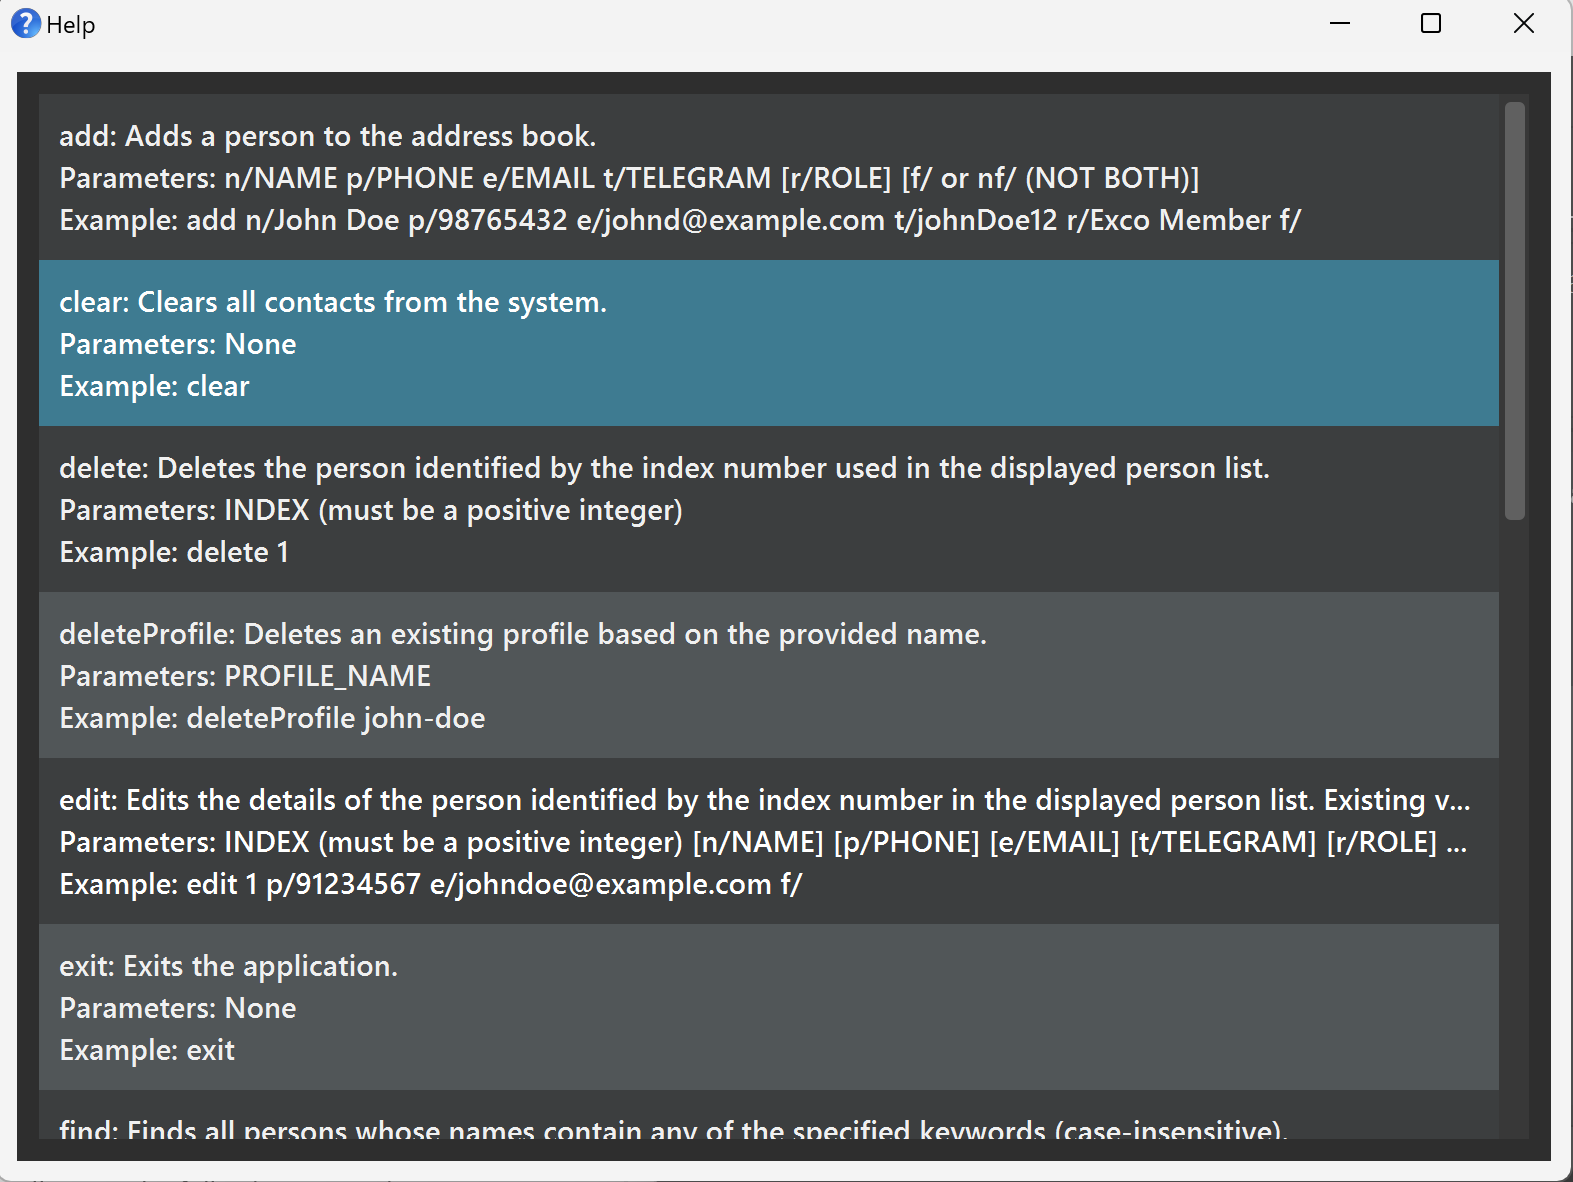 Help
add: Adds a person to the address book.
Parameters: n/NAME p/PHONE e/EMAIL t/TELEGRAM [r/ROLE] [f/ or nf/ (NOT BOTH)]
Example: add n/John Doe p/98765432 e/johnd@example.com t/johnDoe12 r/Exco Member f/
clear: Clears all contacts from the system.
Parameters: None
Example: clear
delete: Deletes the person identified by the index number used in the displayed person list.
Parameters: INDEX (must be a positive integer)
Example: delete 1
deleteProfile: Deletes an existing profile based on the provided name.
Parameters: PROFILE_NAME
Example: deleteProfile john-doe
edit: Edits the details of the person identified by the index number in the displayed person list. Existing v...
Parameters: INDEX (must be a positive integer) [n/NAME] [p/PHONE] [e/EMAIL] [t/TELEGRAM] [r/ROLE] ...
Example: edit 1 p/91234567 e/johndoe@example.com f/
exit: Exits the application.
Parameters: None
Example: exit
find: Finds all persons whose names contain any of the specified keywords (case-insensitive).